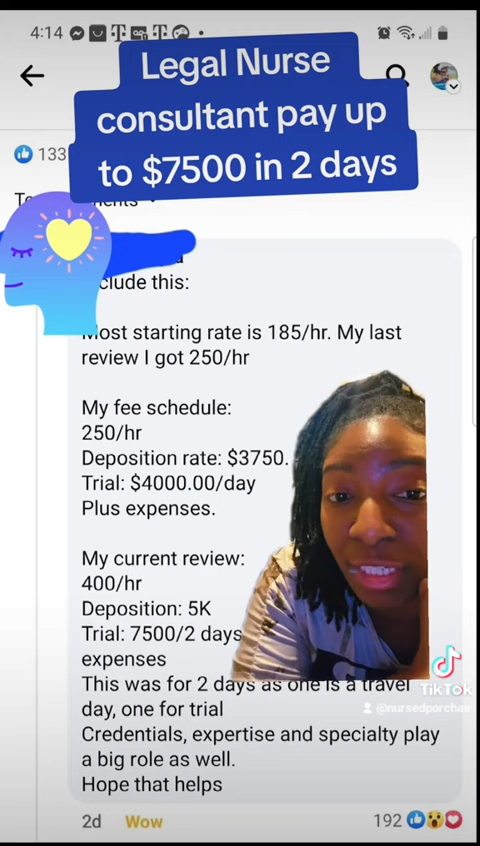 4:14
Legal Nurse
consultant pay up
to $7500 in 2 days
133
clude this:
Most starting rate is 185/hr. My last
review I got 250/hr
My fee schedule:
250/hr
Deposition rate: $3750.
Trial: $4000.00/day
Plus expenses.
My current review:
400/hr
Deposition: 5K
Trial: 7500/2 days
expenses
This was for 2 days as one is a travel
day, one for trial
Credentials, expertise and specialty play
a big role as well.
Hope that helps
TikTok
@nursedporchae
2d Wow 192